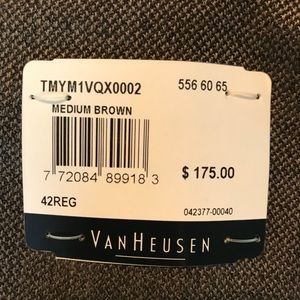 TMYM1VQX0002 556 60 65
MEDIUM BROWN
7 72084 89918 3
$ 175.00
42REG 042377-00040
VANHEUSEN